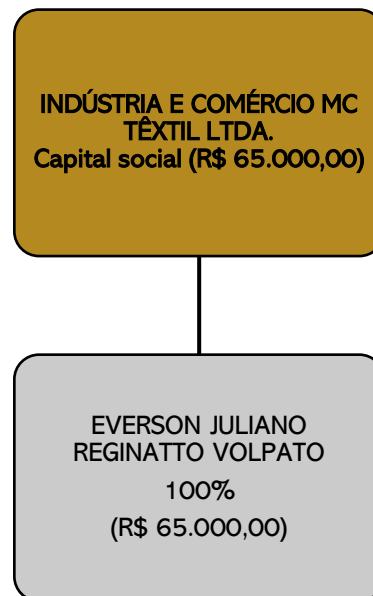 INDÚSTRIA E COMÉRCIO MC
TÊXTIL LTDA.
Capital social (R$ 65.000,00)
EVERSON JULIANO
REGINATTO VOLPATO
100%
(R$ 65.000,00)